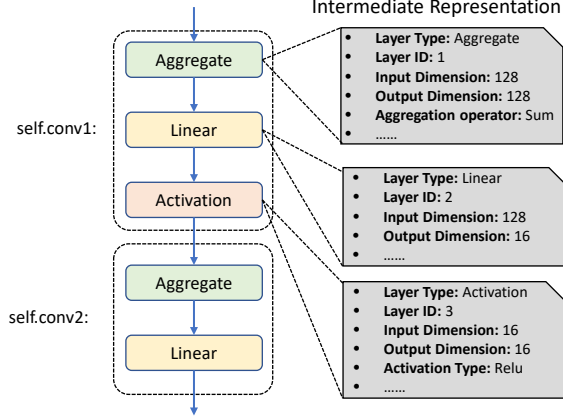 Intermediate Representation
Aggregate
self.conv1:
Linear
Activation
Aggregate
self.conv2:
Linear
• Layer Type: Aggregate
• Layer ID: 1
• Input Dimension: 128
• Output Dimension: 128
• Aggregation operator: Sum
• ......
• Layer Type: Linear
• Layer ID: 2
• Input Dimension: 128
• Output Dimension: 16
• ......
• Layer Type: Activation
• Layer ID: 3
• Input Dimension: 16
• Output Dimension: 16
• Activation Type: Relu
• ......